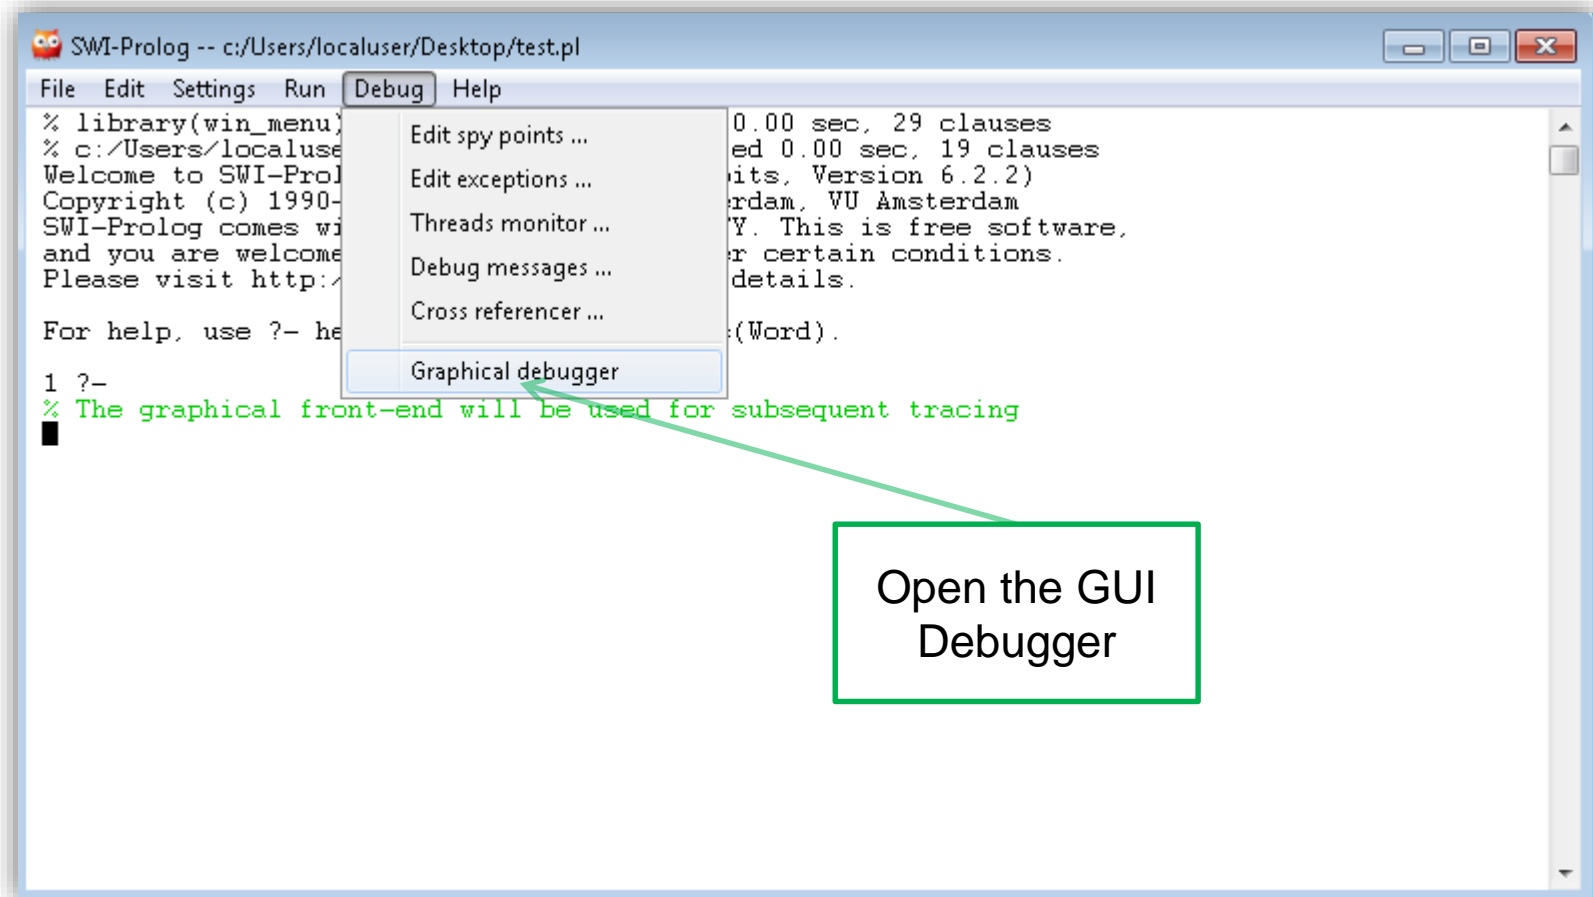 SWI-Prolog -- c:/Users/localuser/Desktop/test.pl
File Edit Settings Run Debug Help
% library(win_menu) 0.00 sec, 29 clauses
% c:/Users/localuse ed 0.00 sec, 19 clauses
Welcome to SWI-Prol its, Version 6.2.2)
Copyright (c) 1990- rdam, VU Amsterdam
SWI-Prolog comes wi Y. This is free software,
and you are welcome r certain conditions.
Please visit http:/ details.
For help, use ?- he (Word).
1 ?-
% The graphical front-end will be used for subsequent tracing
Edit spy points ...
Edit exceptions ...
Threads monitor ...
Debug messages ...
Cross referencer ...
Graphical debugger
Open the GUI
Debugger